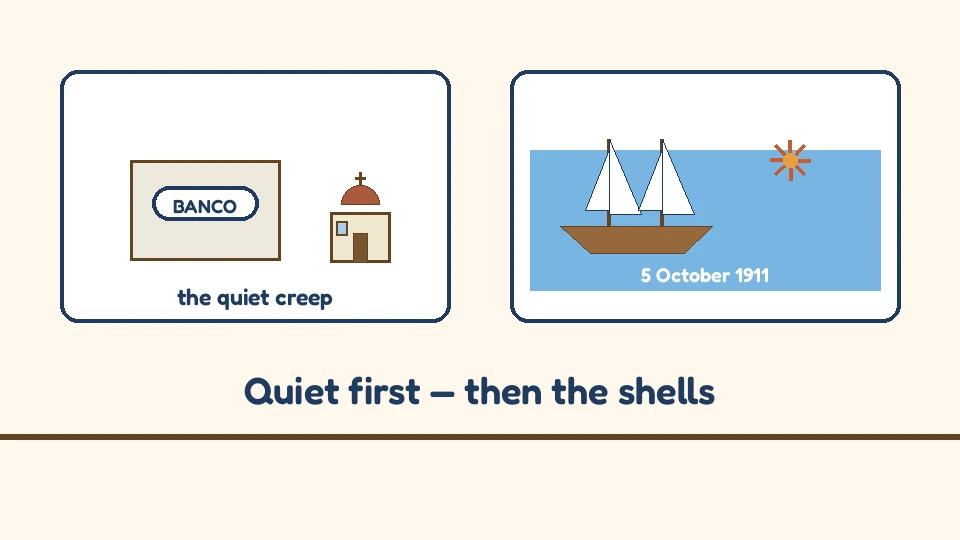 BANCO
the quiet creep
5 October 1911
Quiet first — then the shells